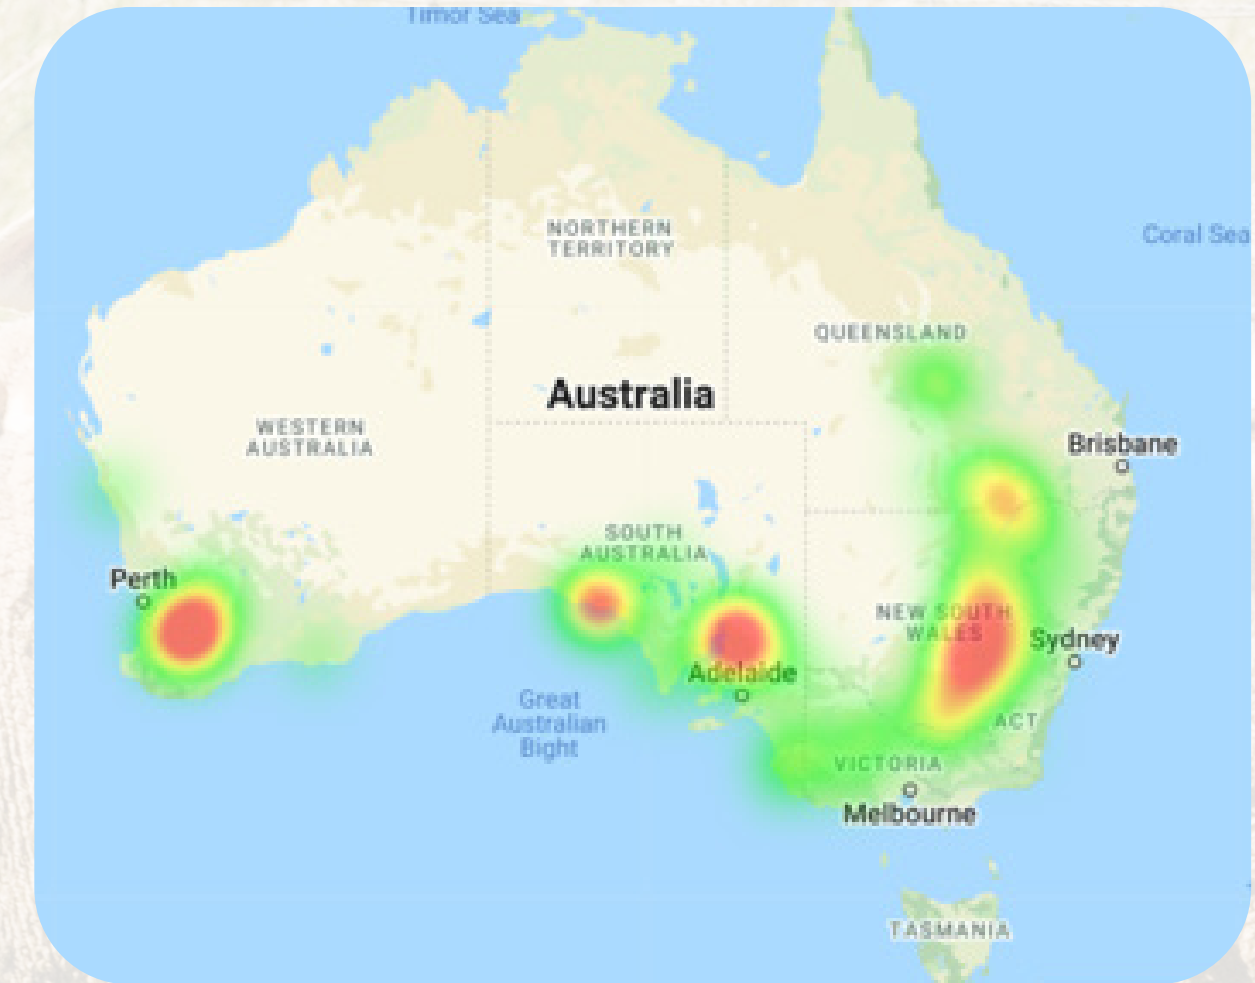 Timor Sea
NORTHERN
TERRITORY
Coral Sea
QUEENSLAND
Australia
WESTERN
AUSTRALIA
Brisbane
SOUTH
AUSTRALIA
Perth
NEW SOUTH
WALES
Sydney
Adelaide
Great
Australian
Bight
ACT
VICTORIA
Melbourne
TASMANIA